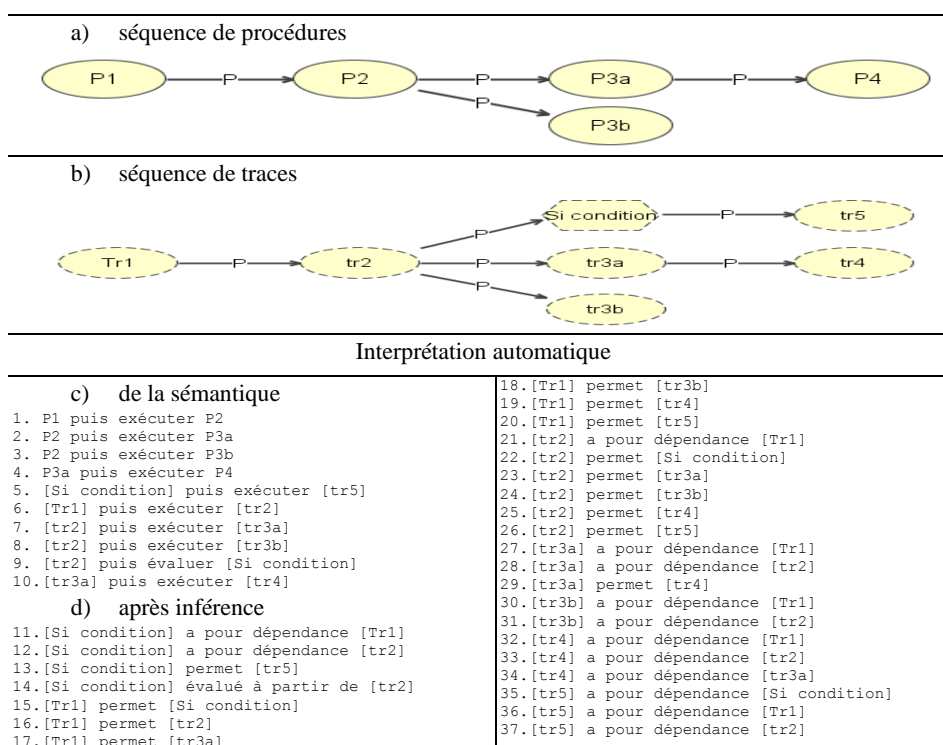 a) séquence de procédures
P1 P P2 P P3a P P4
P P3b
b) séquence de traces
Si condition P tr5
P
Tr1 P tr2 P tr3a P tr4
P
tr3b
Interprétation automatique
c) de la sémantique
1. P1 puis exécuter P2
2. P2 puis exécuter P3a
3. P2 puis exécuter P3b
4. P3a puis exécuter P4
5. [Si condition] puis exécuter [tr5]
6. [Tr1] puis exécuter [tr2]
7. [tr2] puis exécuter [tr3a]
8. [tr2] puis exécuter [tr3b]
9. [tr2] puis évaluer [Si condition]
10.[tr3a] puis exécuter [tr4]
d) après inférence
11.[Si condition] a pour dépendance [Tr1]
12.[Si condition] a pour dépendance [tr2]
13.[Si condition] permet [tr5]
14.[Si condition] évalué à partir de [tr2]
15.[Tr1] permet [Si condition]
16.[Tr1] permet [tr2]
17.[Tr1] permet [tr3a]
18.[Tr1] permet [tr3b]
19.[Tr1] permet [tr4]
20.[Tr1] permet [tr5]
21.[tr2] a pour dépendance [Tr1]
22.[tr2] permet [Si condition]
23.[tr2] permet [tr3a]
24.[tr2] permet [tr3b]
25.[tr2] permet [tr4]
26.[tr2] permet [tr5]
27.[tr3a] a pour dépendance [Tr1]
28.[tr3a] a pour dépendance [tr2]
29.[tr3a] permet [tr4]
30.[tr3b] a pour dépendance [Tr1]
31.[tr3b] a pour dépendance [tr2]
32.[tr4] a pour dépendance [Tr1]
33.[tr4] a pour dépendance [tr2]
34.[tr4] a pour dépendance [tr3a]
35.[tr5] a pour dépendance [Si condition]
36.[tr5] a pour dépendance [Tr1]
37.[tr5] a pour dépendance [tr2]